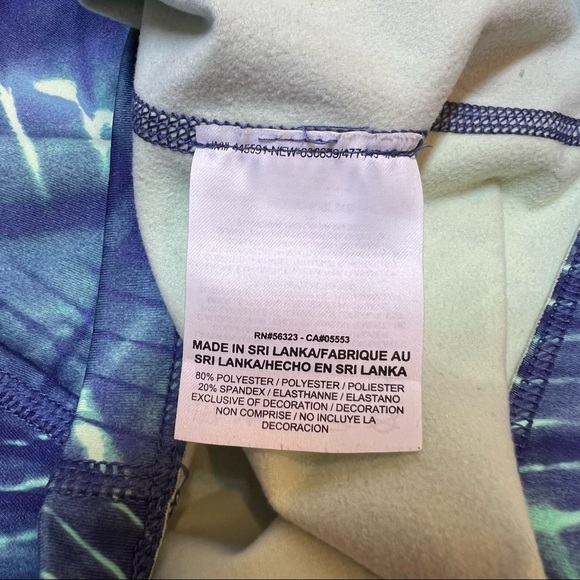 RN#56323 - CA#05553
MADE IN SRI LANKA/FABRIQUE AU
SRI LANKA/HECHO EN SRI LANKA
80% POLYESTER / POLYESTER / POLIESTER
20% SPANDEX / ELASTHANNE / ELASTANO
EXCLUSIVE OF DECORATION / DECORATION
NON COMPRISE / NO INCLUYE LA
DECORACION